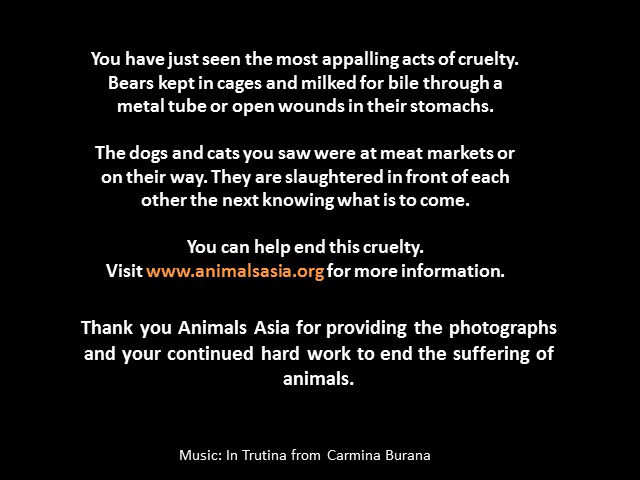 You have just seen the most appalling acts of cruelty.
Bears kept in cages and milked for bile through a
metal tube or open wounds in their stomachs.
The dogs and cats you saw were at meat markets or
on their way. They are slaughtered in front of each
other the next knowing what is to come.
You can help end this cruelty.
Visit www.animalsasia.org for more information.
Thank you Animals Asia for providing the photographs
and your continued hard work to end the suffering of
animals.
Music: In Trutina from Carmina Burana